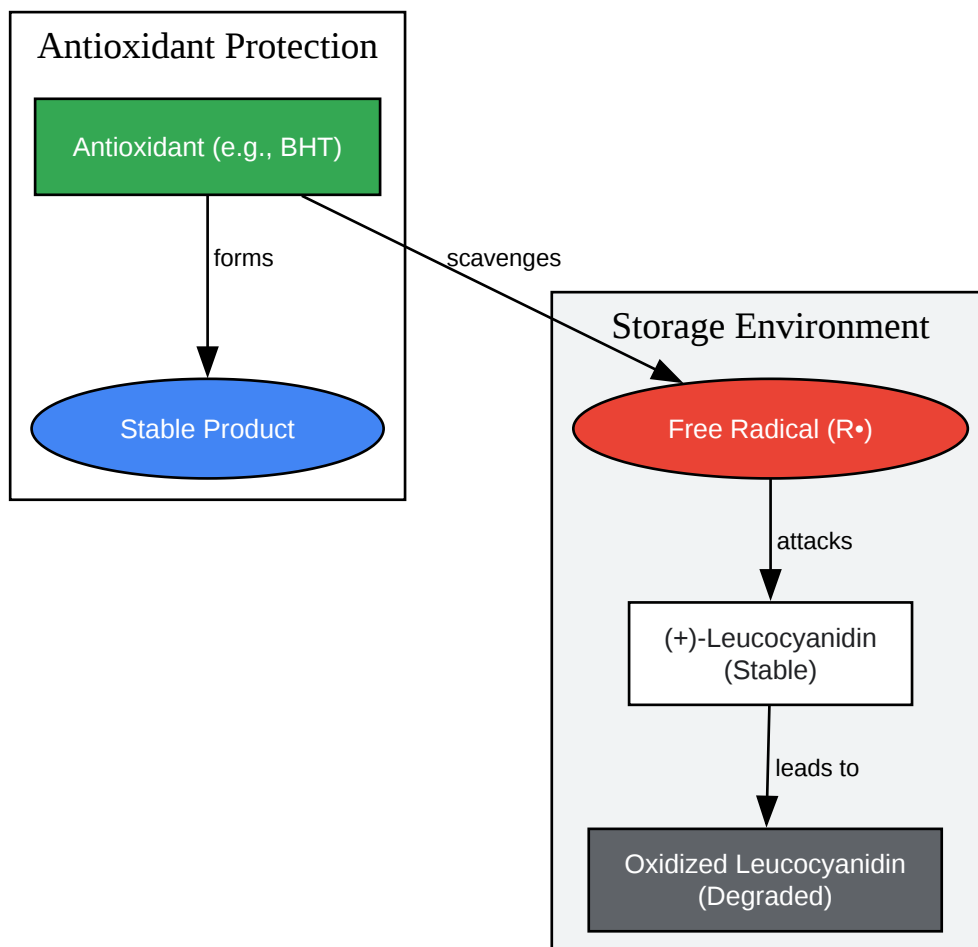 Antioxidant Protection
Antioxidant (e.g., BHT)
forms
scavenges
Stable Product
Storage Environment
Free Radical (R•)
attacks
(+)-Leucocyanidin
(Stable)
leads to
Oxidized Leucocyanidin
(Degraded)